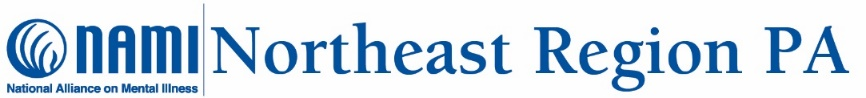 NAMI Northeast Region PA
National Alliance on Mental Illness